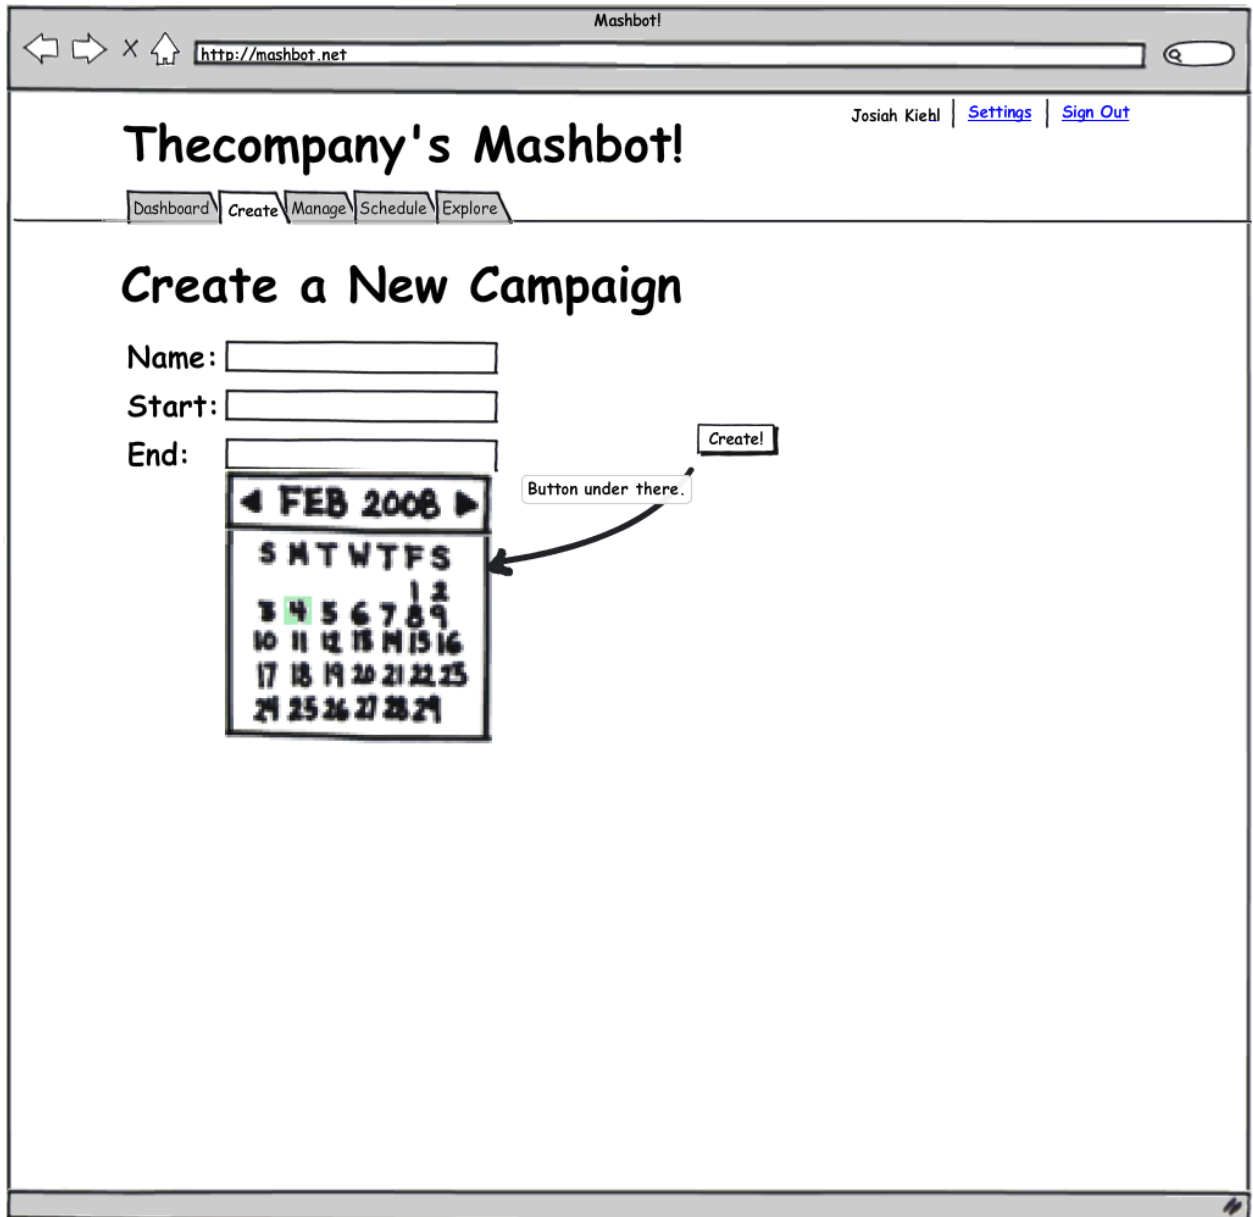 Mashbot!
http://mashbot.net
Josiah Kiehl Settings Sign Out
Thecompany's Mashbot!
Dashboard Create Manage Schedule Explore
Create a New Campaign
Name:
Start:
End:
Create!
Button under there.
FEB 2008
S M T W T F S
1 2
3 4 5 6 7 8 9
10 11 12 13 14 15 16
17 18 19 20 21 22 23
24 25 26 27 28 29